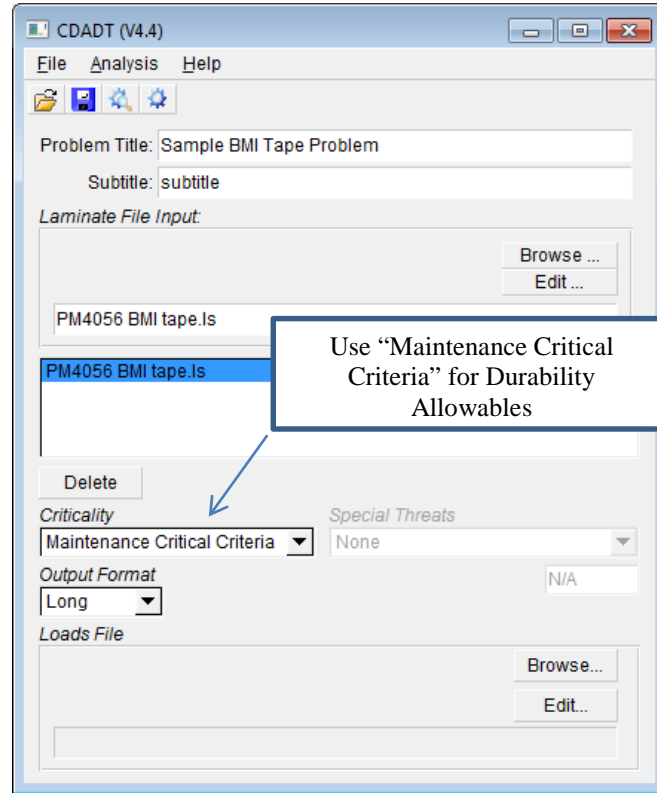 CDADT (V4.4)
File Analysis Help
Problem Title: Sample BMI Tape Problem
Subtitle: subtitle
Laminate File Input:
Browse ...
Edit ...
PM4056 BMI tape.ls
PM4056 BMI tape.ls
Use “Maintenance Critical
Criteria” for Durability
Allowables
Delete
Criticality Special Threats
Maintenance Critical Criteria None
Output Format
N/A
Long
Loads File
Browse...
Edit...